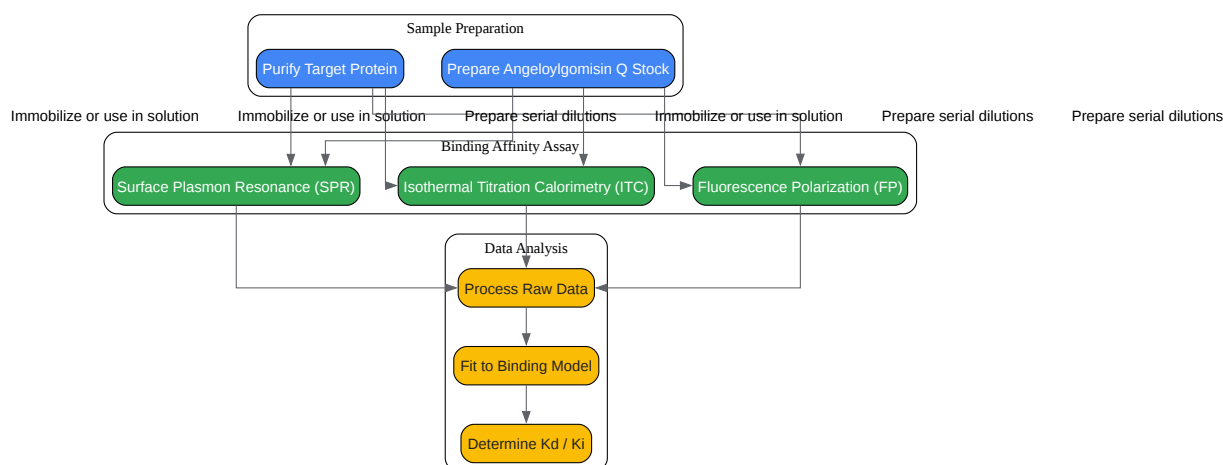 Sample Preparation
Purify Target Protein
Prepare Angeloylgomisin Q Stock
Immobilize or use in solution
Immobilize or use in solution
Prepare serial dilutions
Immobilize or use in solution
Prepare serial dilutions
Prepare serial dilutions
Binding Affinity Assay
Surface Plasmon Resonance (SPR)
Isothermal Titration Calorimetry (ITC)
Fluorescence Polarization (FP)
Data Analysis
Process Raw Data
Fit to Binding Model
Determine Kd / Ki